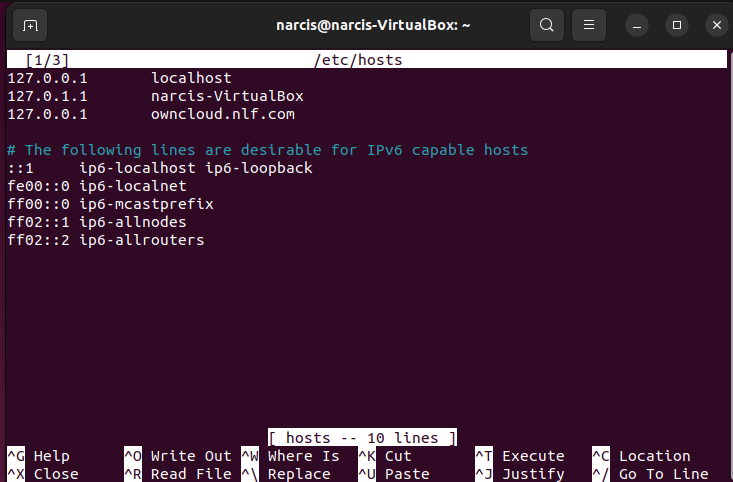 narcis@narcis-VirtualBox: ~
[1/3] /etc/hosts
127.0.0.1 localhost
127.0.1.1 narcis-VirtualBox
127.0.0.1 owncloud.nlf.com
# The following lines are desirable for IPv6 capable hosts
::1 ip6-localhost ip6-loopback
fe00::0 ip6-localnet
ff00::0 ip6-mcastprefix
ff02::1 ip6-allnodes
ff02::2 ip6-allrouters
[ hosts -- 10 lines ]
^G Help ^O Write Out ^W Where Is ^K Cut ^T Execute ^C Location
^X Close ^R Read File ^\ Replace ^U Paste ^J Justify ^/ Go To Line